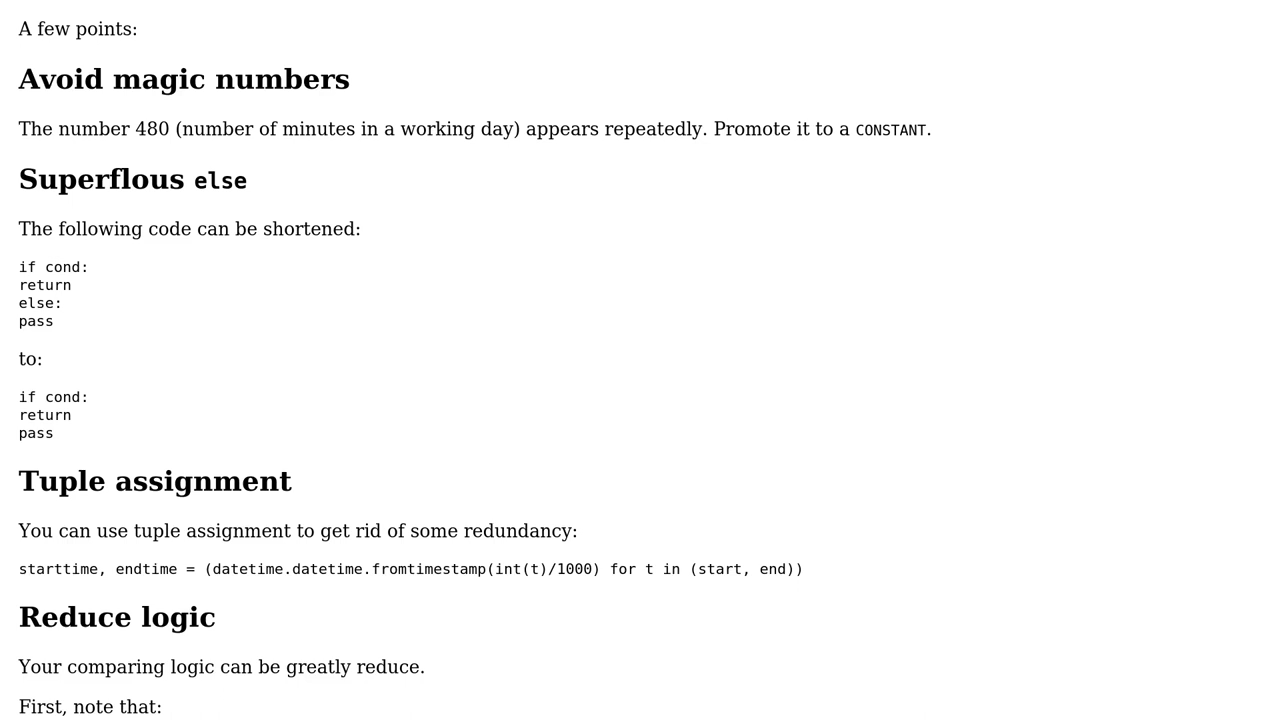 A few points:
Avoid magic numbers
The number 480 (number of minutes in a working day) appears repeatedly. Promote it to a CONSTANT.
Superflous else
The following code can be shortened:
if cond:
return
else:
pass
to:
if cond:
return
pass
Tuple assignment
You can use tuple assignment to get rid of some redundancy:
starttime, endtime = (datetime.datetime.fromtimestamp(int(t)/1000) for t in (start, end))
Reduce logic
Your comparing logic can be greatly reduce.
First, note that: